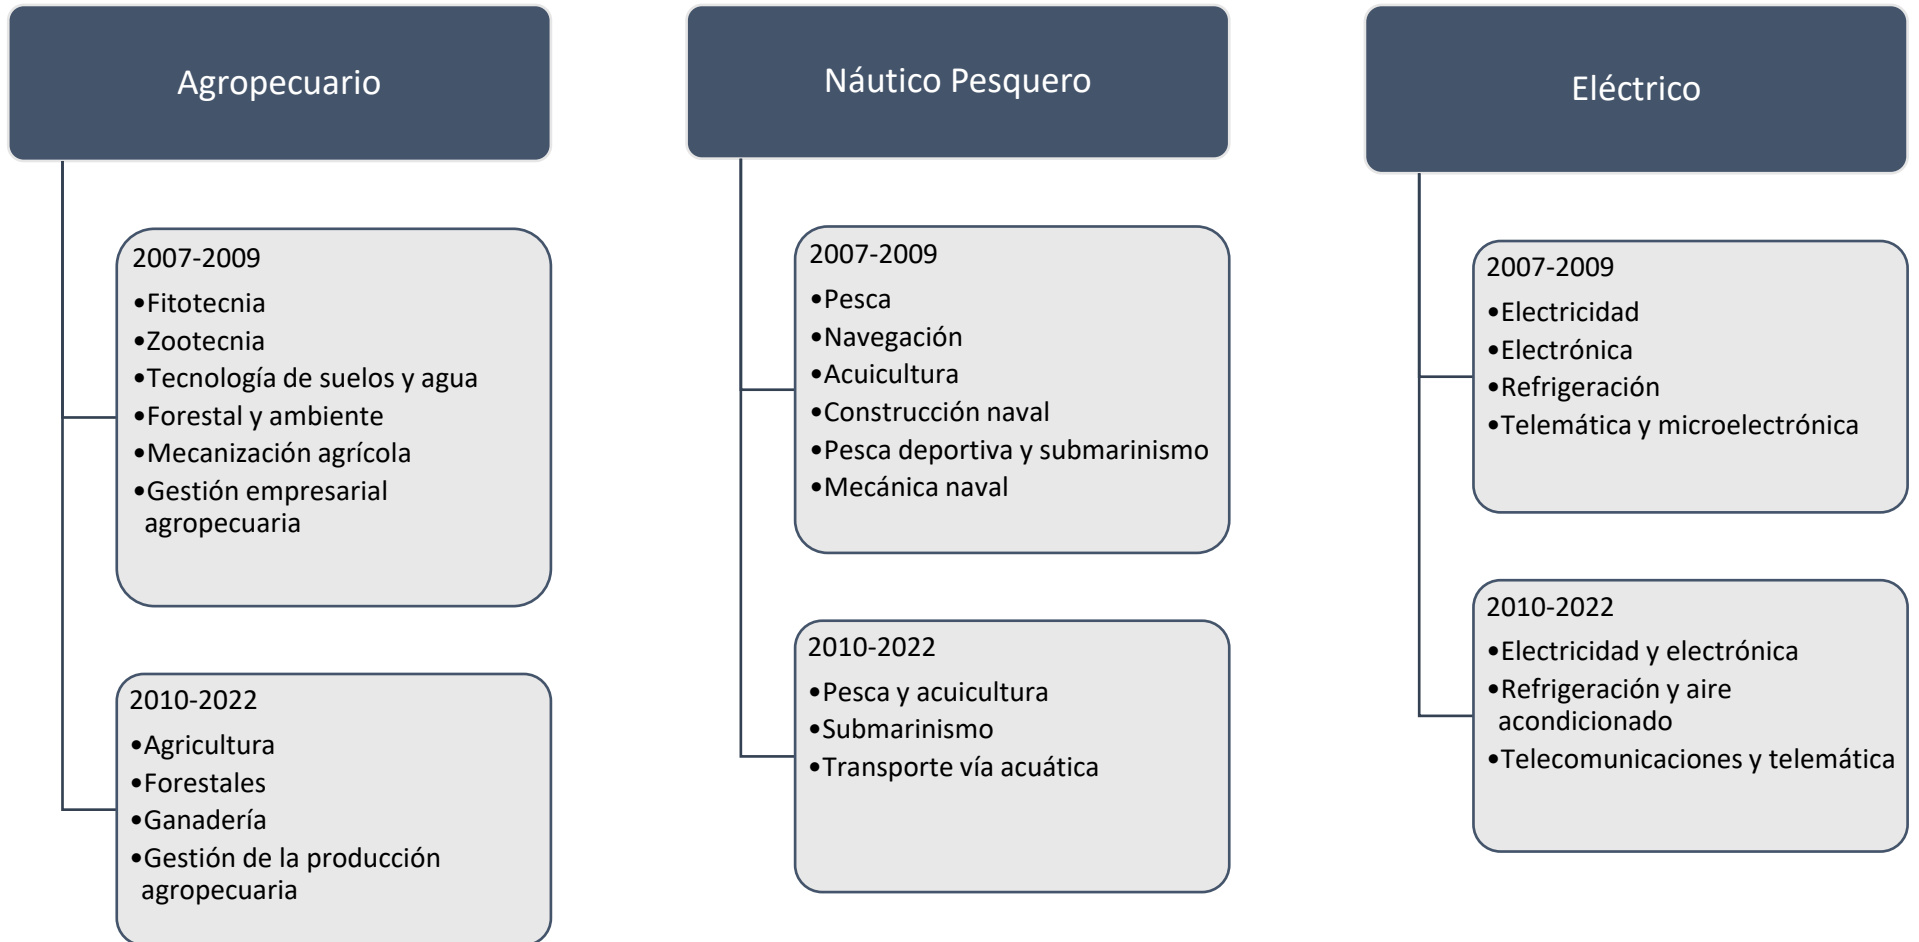 Agropecuario
2007-2009
•Fitotecnia
•Zootecnia
•Tecnología de suelos y agua
•Forestal y ambiente
•Mecanización agrícola
•Gestión empresarial
agropecuaria
2010-2022
•Agricultura
•Forestales
•Ganadería
•Gestión de la producción
agropecuaria
Náutico Pesquero
2007-2009
•Pesca
•Navegación
•Acuicultura
•Construcción naval
•Pesca deportiva y submarinismo
•Mecánica naval
2010-2022
•Pesca y acuicultura
•Submarinismo
•Transporte vía acuática
Eléctrico
2007-2009
•Electricidad
•Electrónica
•Refrigeración
•Telemática y microelectrónica
2010-2022
•Electricidad y electrónica
•Refrigeración y aire
acondicionado
•Telecomunicaciones y telemática